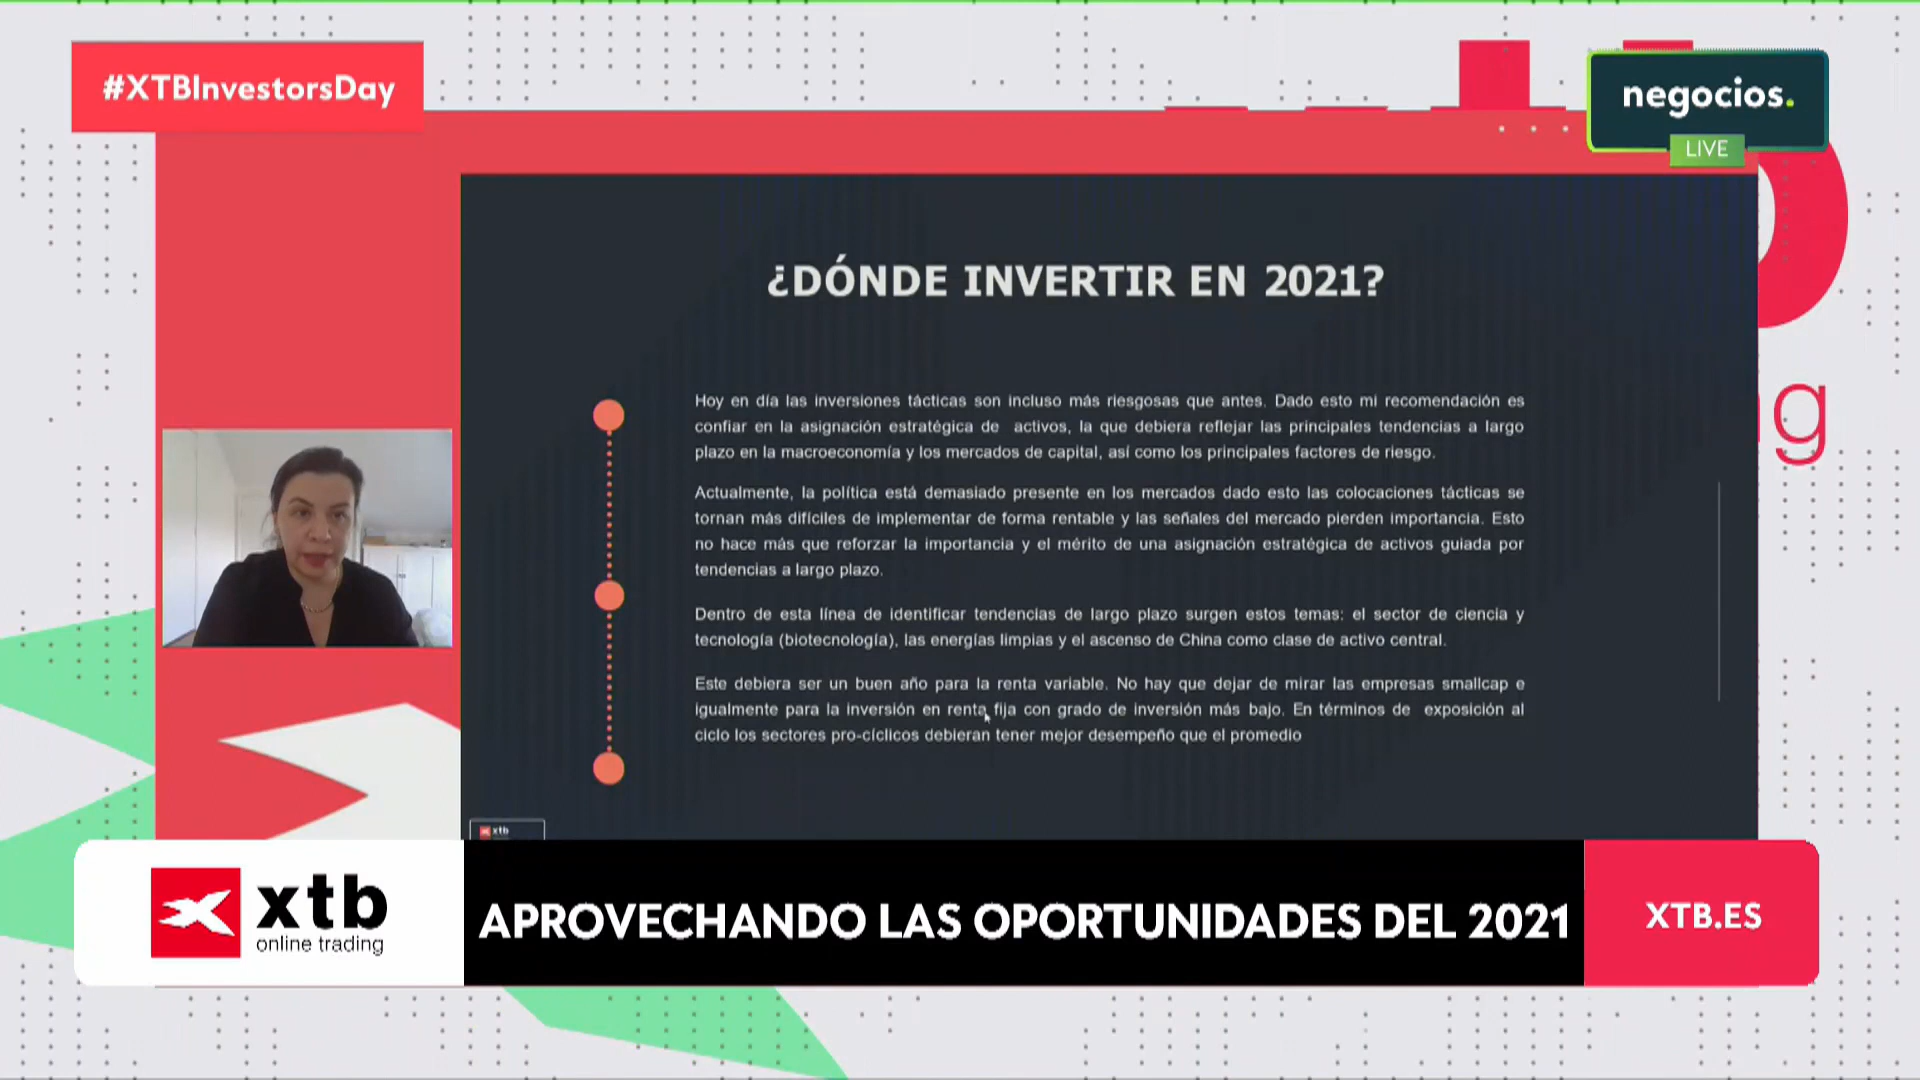 #XTBInvestorsDay
negocios.
LIVE
¿DÓNDE INVERTIR EN 2021?
Hoy en día las inversiones tácticas son incluso más riesgosas que antes. Dado esto mi recomendación es
confiar en la asignación estratégica de activos, la que debiera reflejar las principales tendencias a largo
plazo en la macroeconomía y los mercados de capital, así como los principales factores de riesgo.
Actualmente, la política está demasiado presente en los mercados dado esto las colocaciones tácticas se
tornan más difíciles de implementar de forma rentable y las señales del mercado pierden importancia. Esto
no hace más que reforzar la importancia y el mérito de una asignación estratégica de activos guiada por
tendencias a largo plazo.
Dentro de esta línea de identificar tendencias de largo plazo surgen estos temas: el sector de ciencia y
tecnología (biotecnología), las energías limpias y el ascenso de China como clase de activo central.
Este debiera ser un buen año para la renta variable. No hay que dejar de mirar las empresas smallcap e
igualmente para la inversión en renta fija con grado de inversión más bajo. En términos de exposición al
ciclo los sectores pro-cíclicos debieran tener mejor desempeño que el promedio
xtb
xtb
online trading
APROVECHANDO LAS OPORTUNIDADES DEL 2021
XTB.ES